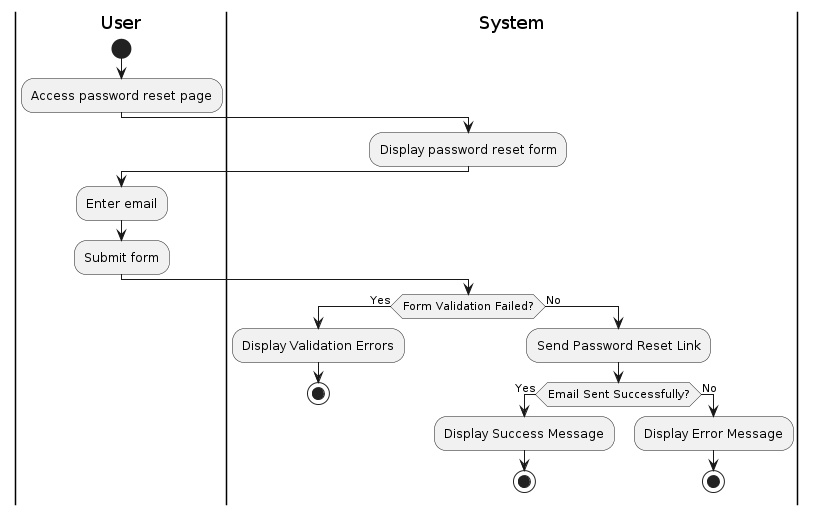 User
System
Access password reset page
Display password reset form
Enter email
Submit form
Yes
Form Validation Failed?
No
Display Validation Errors
Send Password Reset Link
Yes
Email Sent Successfully?
No
Display Success Message
Display Error Message